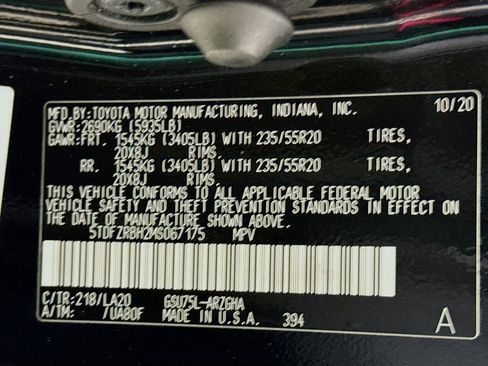 MFD.BY:TOYOTA MOTOR MANUFACTURING, INDIANA, INC. 10/20
GVWR:2690KG (5935LB)
GAWR:FRT. 1545KG (3405LB) WITH 235/55R20 TIRES,
20X8J RIMS.
RR. 1545KG (3405LB) WITH 235/55R20 TIRES,
20X8J RIMS.
THIS VEHICLE CONFORMS TO ALL APPLICABLE FEDERAL MOTOR
VEHICLE SAFETY AND THEFT PREVENTION STANDARDS IN EFFECT
ON THE DATE OF MANUFACTURE SHOWN ABOVE.
5TDFZRBH2MS067175 MPV
C/TR:218/LA20 GSU75L-ARZGHA
A/TM: /UA80F MADE IN U.S.A. 394 A